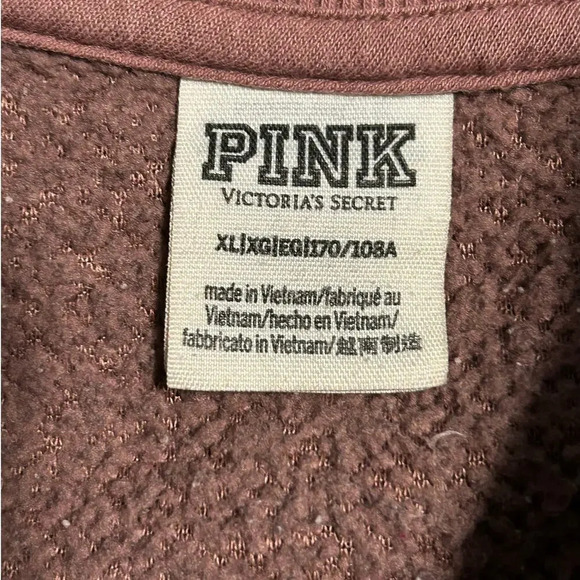 PINK
VICTORIA'S SECRET
XL|XG|EG|170/108A
made in Vietnam/fabriqué au
Vietnam/hecho en Vietnam/
fabbricato in Vietnam/越南制造